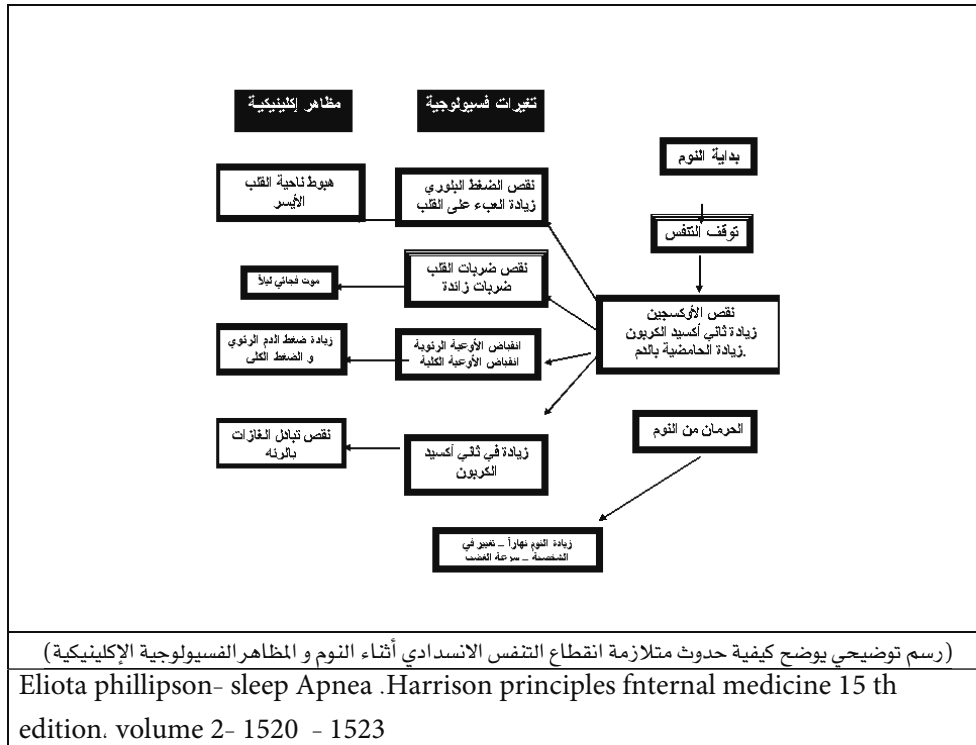 تغيرات فسيولوجية
مظاهر إكلينيكية
بداية النوم
توقف التنفس
نقص الأوكسجين
زيادة ثاني أكسيد الكربون
زيادة الحامضية بالدم.
نقص الضغط البلوري
زيادة العبء على القلب
هبوط ناحية القلب
الأيسر
نقص ضربات القلب
ضربات زائدة
موت فجائي ليلاً
انقباض الأوعية الرئوية
انقباض الأوعية الكلية
زيادة ضغط الدم الرئوي
و الضغط الكلى
زيادة في ثاني أكسيد
الكربون
نقص تبادل الغازات
بالرئه
الحرمان من النوم
زيادة النوم نهاراً – تغيير في
الشخصية – سرعة الغضب
(رسم توضيحي يوضح كيفية حدوث متلازمة انقطاع التنفس الانسدادي أثناء النوم و المظاهر الفسيولوجية الإكلينيكية)
Eliota phillipson- sleep Apnea .Harrison principles fnternal medicine 15 th
edition، volume 2- 1520 - 1523